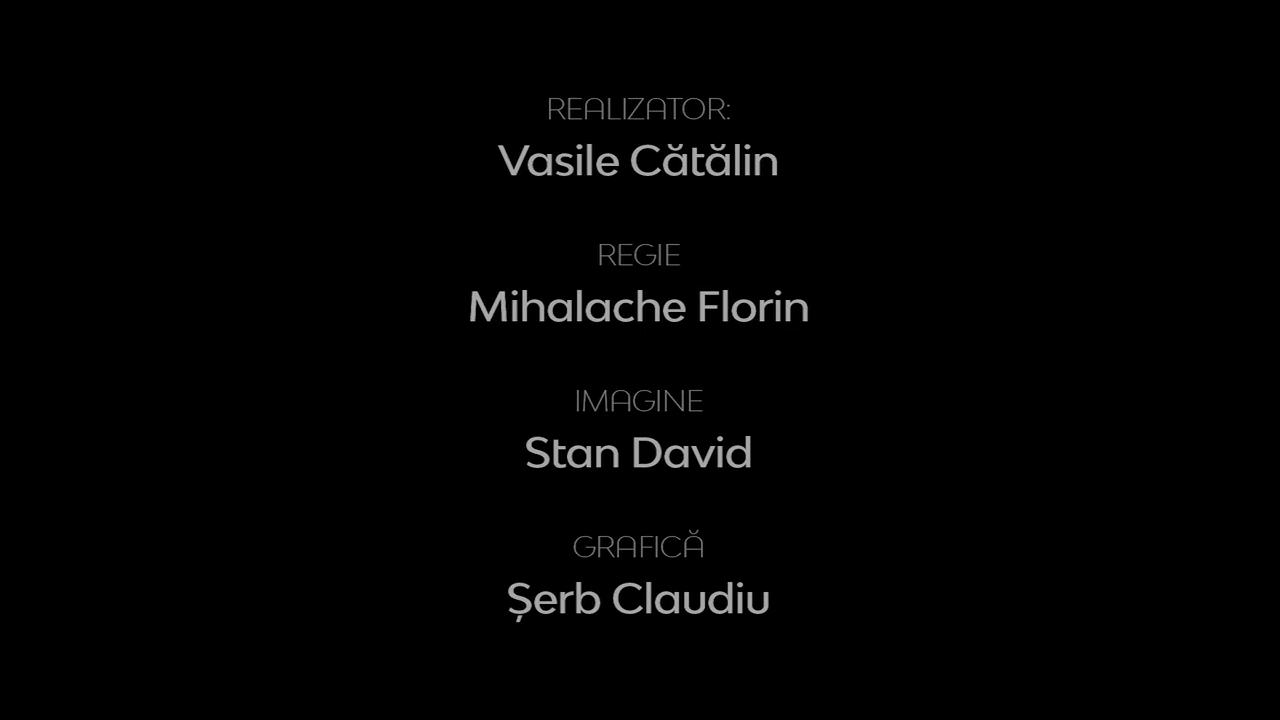 REALIZATOR:
Vasile Cătălin
REGIE
Mihalache Florin
IMAGINE
Stan David
GRAFICĂ
Șerb Claudiu